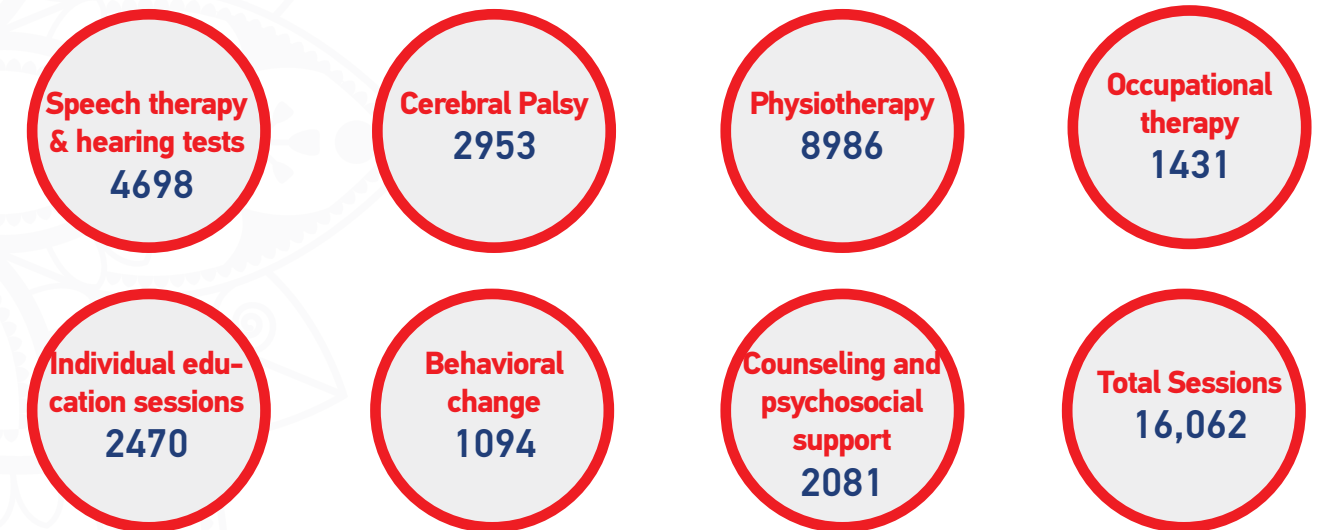 Speech therapy
& hearing tests
4698
Cerebral Palsy
2953
Physiotherapy
8986
Occupational
therapy
1431
Individual edu-
cation sessions
2470
Behavioral
change
1094
Counseling and
psychosocial
support
2081
Total Sessions
16,062